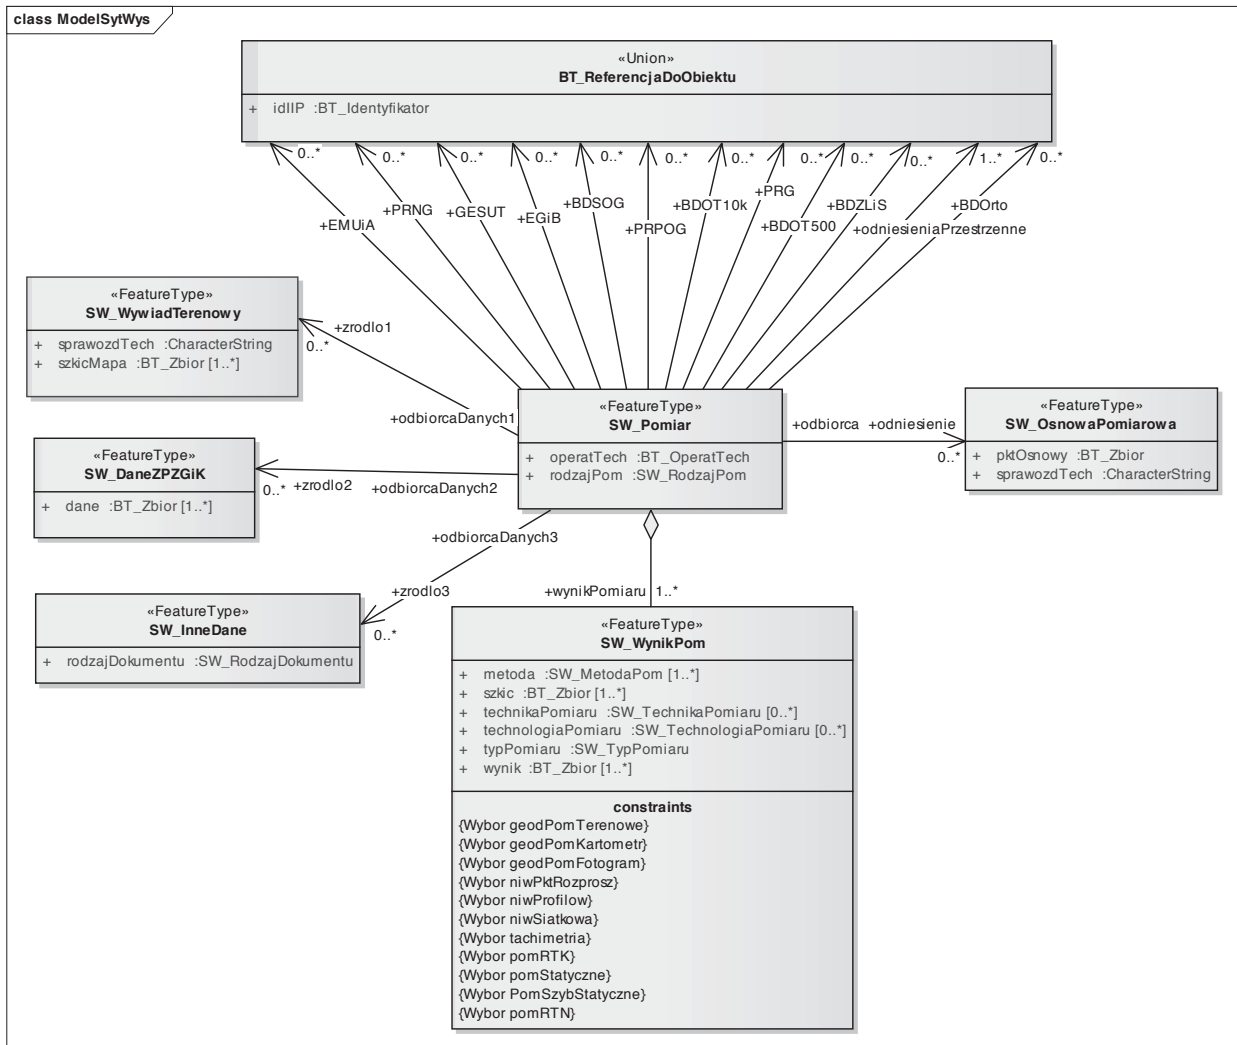 class ModelSytWys
«Union»
BT_ReferencjaDoObiektu
+ idIIP :BT_Identyfikator
0..*
0..*
0..*
0..*
0..*
0..*
0..*
0..*
0..*
0..*
1..*
0..*
+EMUiA
+PRNG
+GESUT
+EGiB
+BDSOG
+PRPOG
+BDOT10k
+PRG
+BDOT500
+BDZLiS
+odniesieniaPrzestrzenne
+BDOrto
«FeatureType»
SW_WywiadTerenowy
+ sprawozdTech :CharacterString
+ szkicMapa :BT_Zbior [1..*]
+zrodlo1
0..*
+odbiorcaDanych1
«FeatureType»
SW_Pomiar
+ operatTech :BT_OperatTech
+ rodzajPom :SW_RodzajPom
+odbiorca +odniesienie
0..*
«FeatureType»
SW_OsnowaPomiarowa
+ pktOsnowy :BT_Zbior
+ sprawozdTech :CharacterString
«FeatureType»
SW_DaneZPZGiK
+ dane :BT_Zbior [1..*]
0..*
+zrodlo2
+odbiorcaDanych2
+odbiorcaDanych3
+zrodlo3
0..*
«FeatureType»
SW_InneDane
+ rodzajDokumentu :SW_RodzajDokumentu
+wynikPomiaru 1..*
«FeatureType»
SW_WynikPom
+ metoda :SW_MetodaPom [1..*]
+ szkic :BT_Zbior [1..*]
+ technikaPomiaru :SW_TechnikaPomiaru [0..*]
+ technologiaPomiaru :SW_TechnologiaPomiaru [0..*]
+ typPomiaru :SW_TypPomiaru
+ wynik :BT_Zbior [1..*]
constraints
{Wybor geodPomTerenowe}
{Wybor geodPomKartometr}
{Wybor geodPomFotogram}
{Wybor niwPktRozprosz}
{Wybor niwProfilow}
{Wybor niwSiatkowa}
{Wybor tachimetria}
{Wybor pomRTK}
{Wybor pomStatyczne}
{Wybor PomSzybStatyczne}
{Wybor pomRTN}